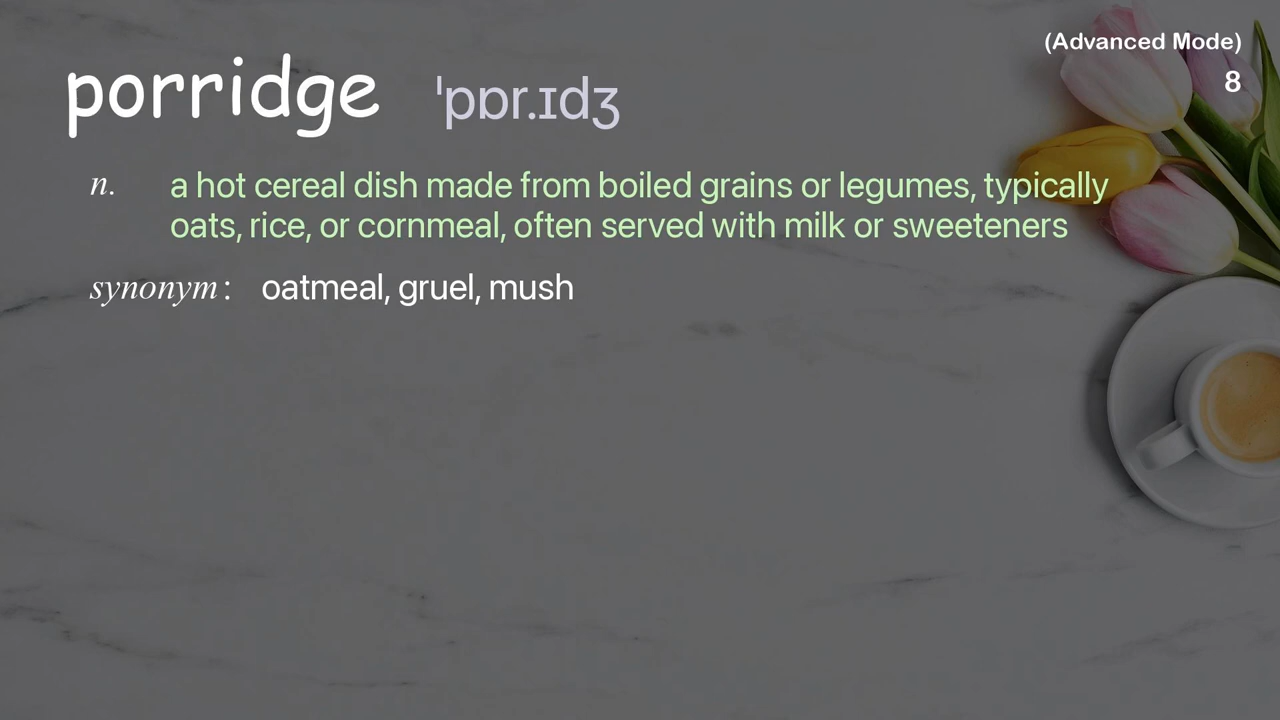 (Advanced Mode)
8
porridge ˈpɒr.ɪdʒ
n. a hot cereal dish made from boiled grains or legumes, typically
oats, rice, or cornmeal, often served with milk or sweeteners
synonym: oatmeal, gruel, mush